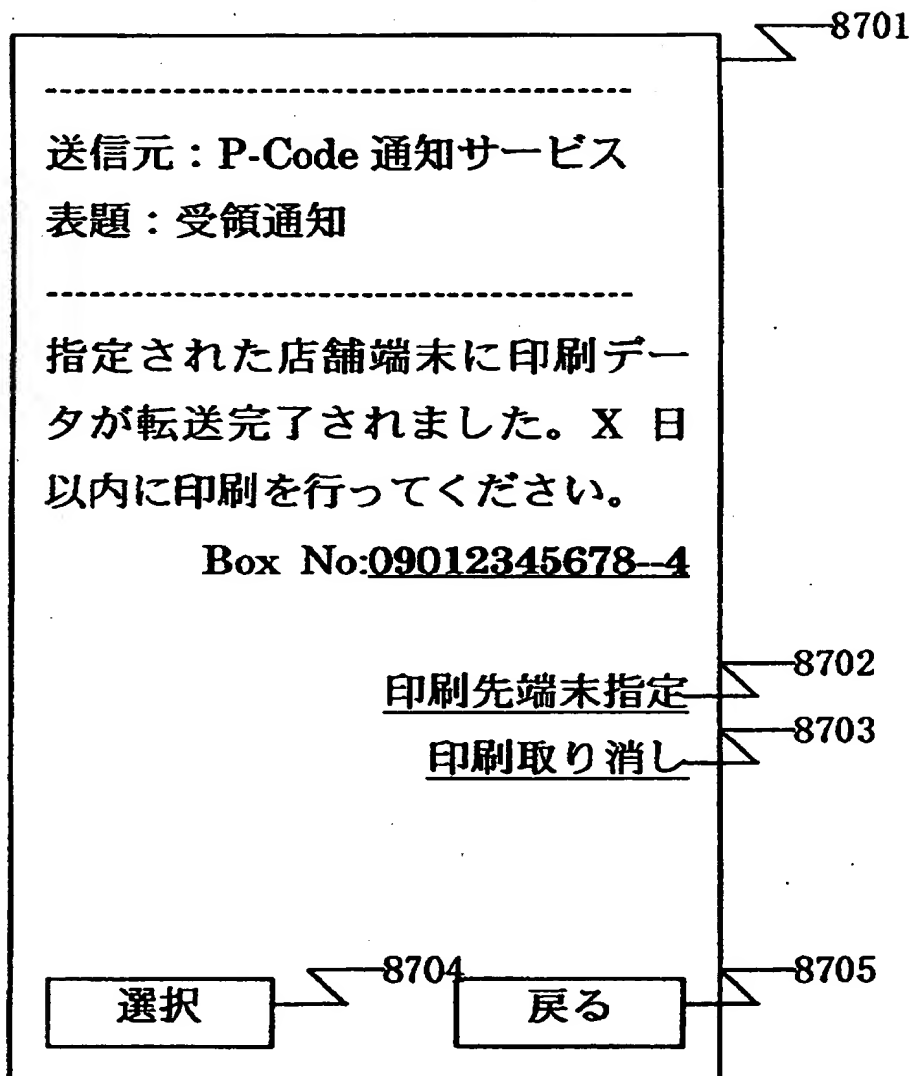 8701
送信元：P-Code 通知サービス
表題：受領通知
指定された店舗端末に印刷デー
タが転送完了されました。X 日
以内に印刷を行ってください。
Box No:09012345678--4
印刷先端末指定 8702
印刷取り消し 8703
選択 8704 戻る 8705